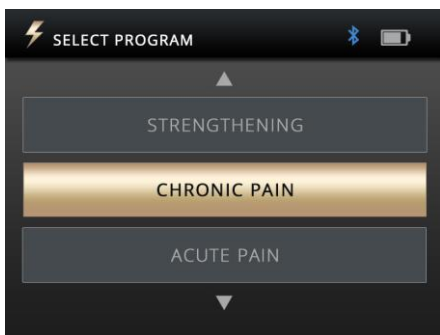 SELECT PROGRAM
STRENGTHENING
CHRONIC PAIN
ACUTE PAIN